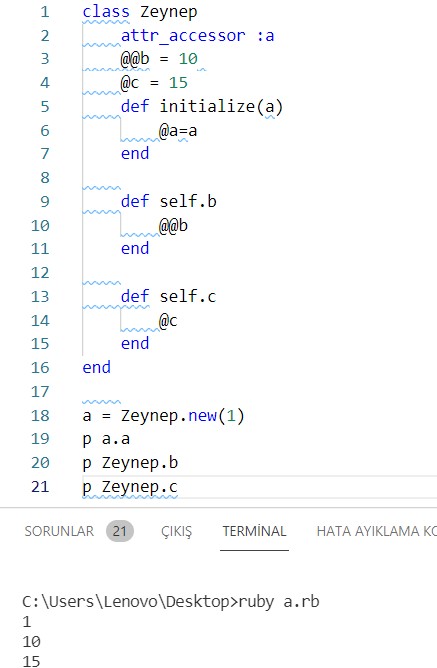 1 class Zeynep
2 attr_accessor :a
3 @@b = 10
4 @c = 15
5 def initialize(a)
6 @a=a
7 end
8
9 def self.b
10 @@b
11 end
12
13 def self.c
14 @c
15 end
16 end
17
18 a = Zeynep.new(1)
19 p a.a
20 p Zeynep.b
21 p Zeynep.c
SORUNLAR 21 ÇIKIŞ TERMİNAL HATA AYIKLAMA KO
C:\Users\Lenovo\Desktop>ruby a.rb
1
10
15